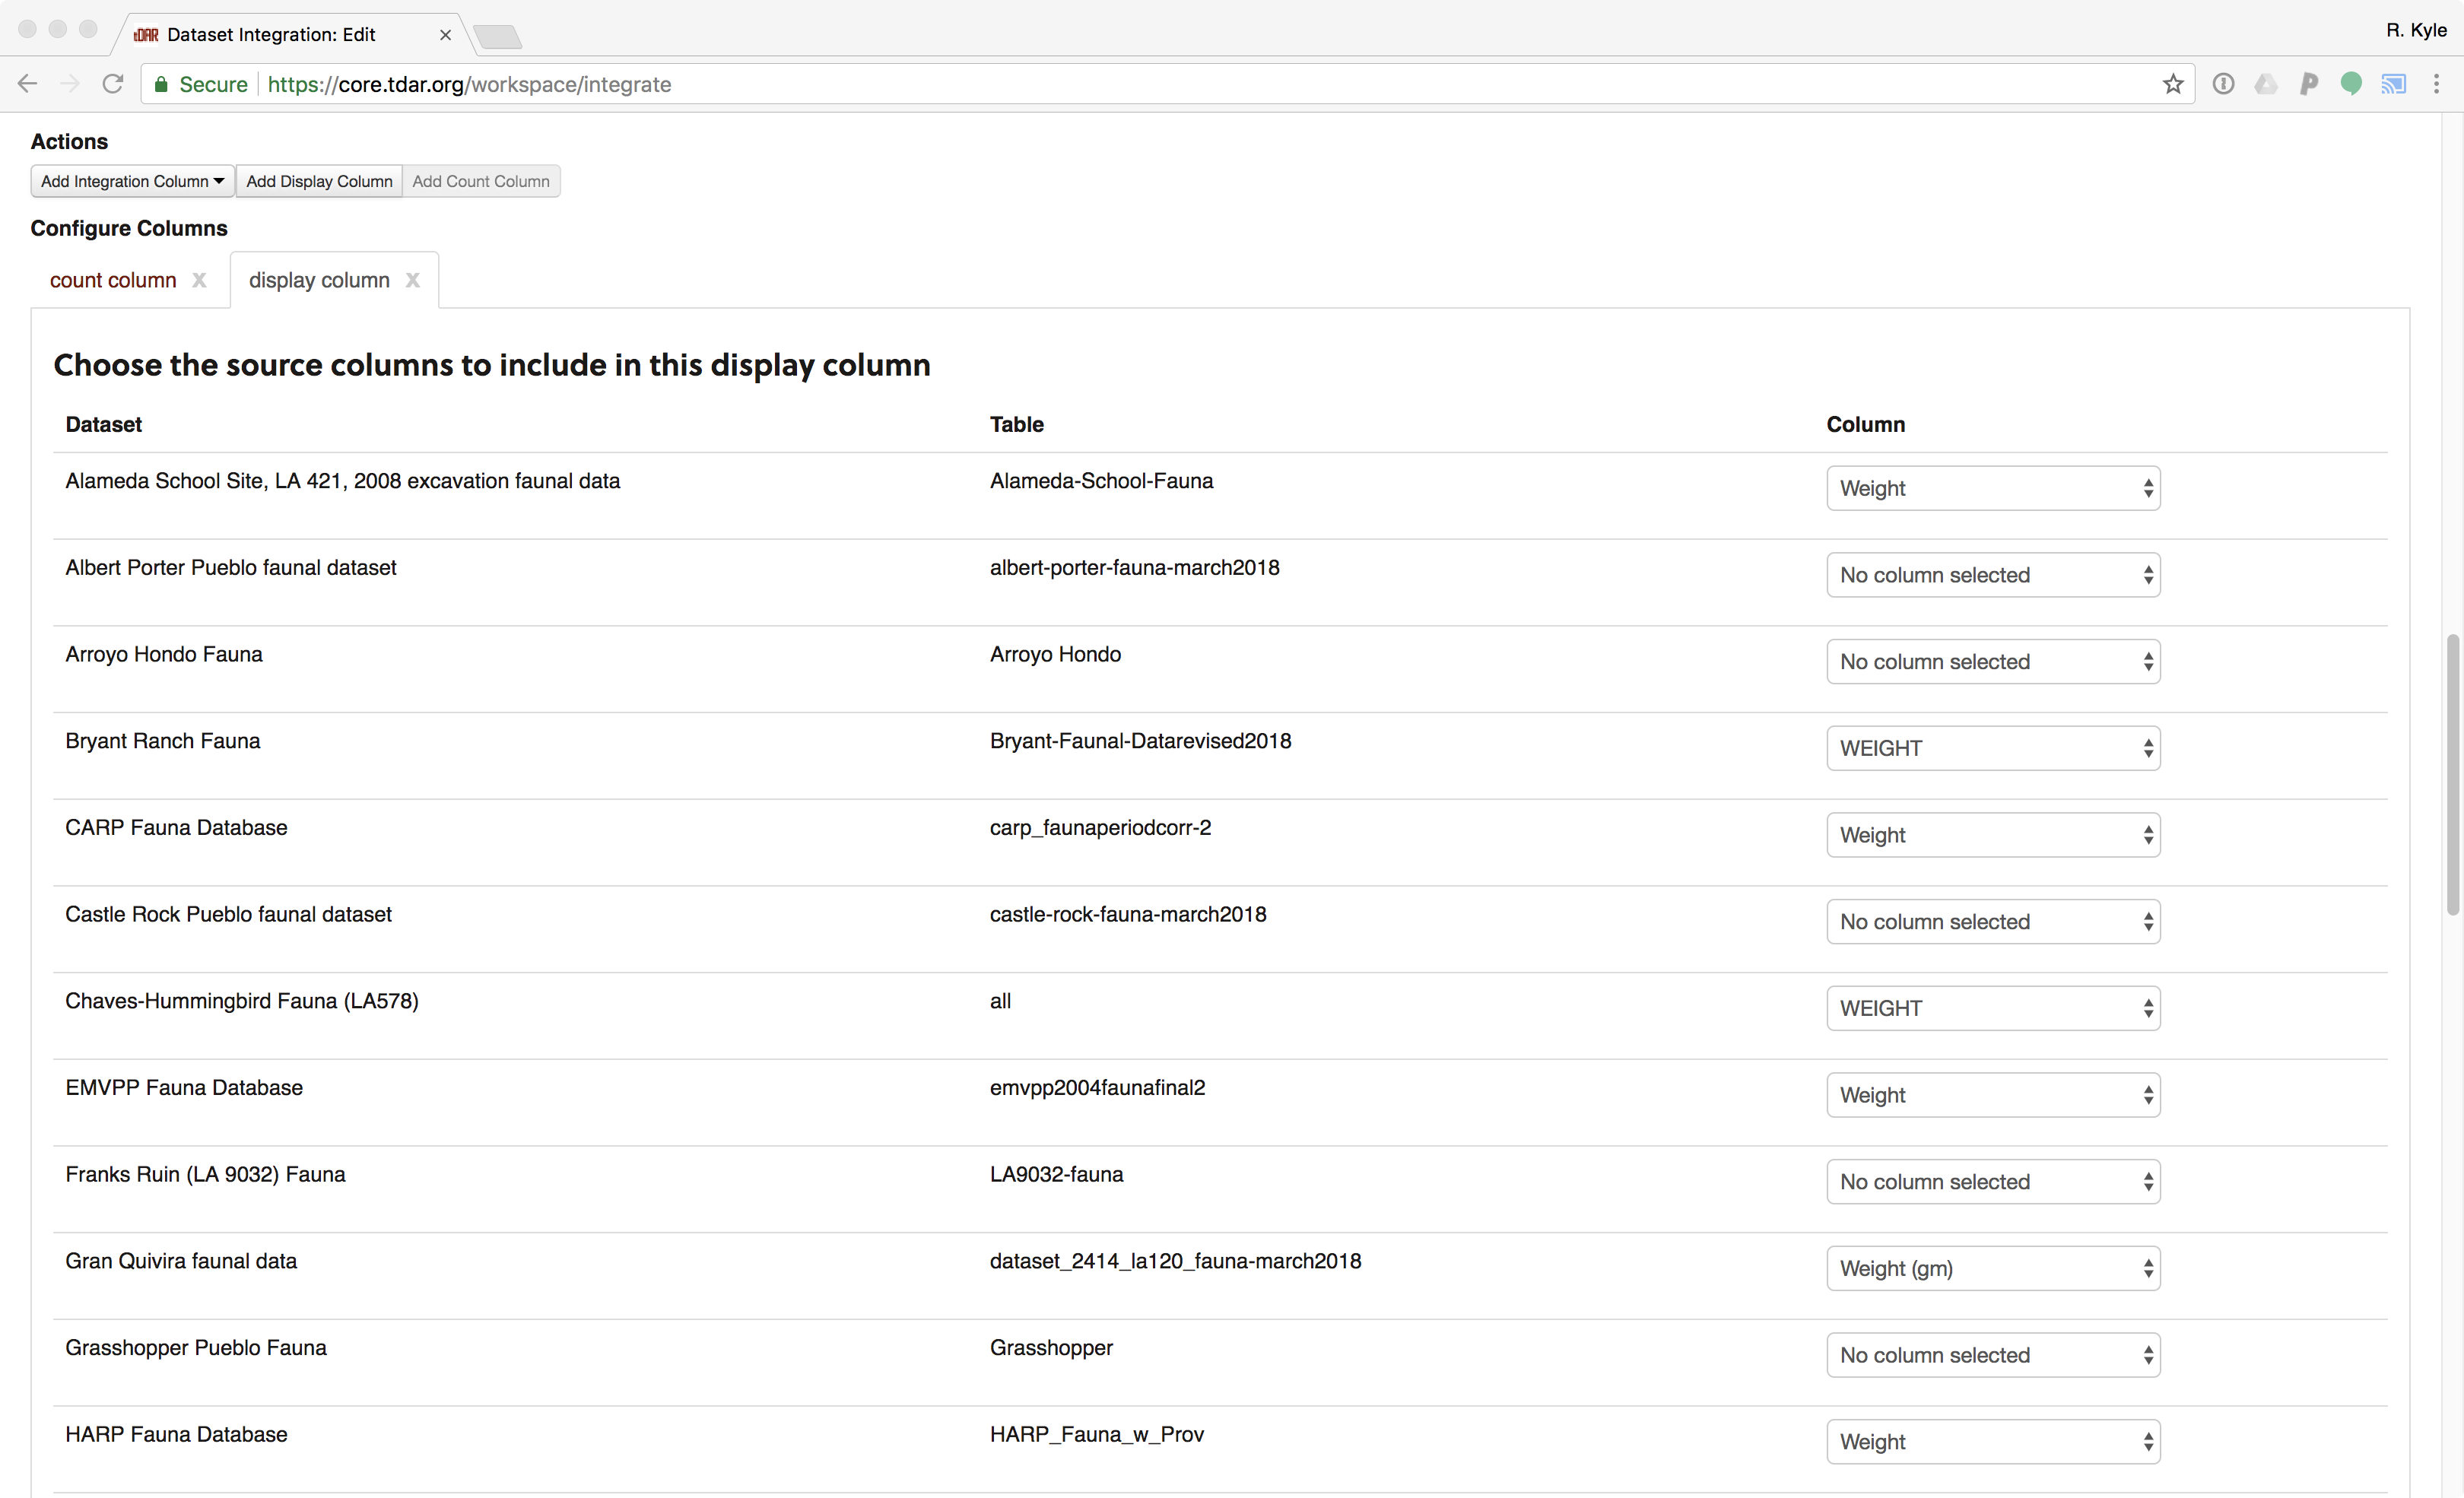 tDAR Dataset Integration: Edit ×
R. Kyle
Secure https://core.tdar.org/workspace/integrate
Actions
Add Integration Column Add Display Column Add Count Column
Configure Columns
count column x display column x
Choose the source columns to include in this display column
Dataset Table Column
Alameda School Site, LA 421, 2008 excavation faunal data Alameda-School-Fauna Weight
Albert Porter Pueblo faunal dataset albert-porter-fauna-march2018 No column selected
Arroyo Hondo Fauna Arroyo Hondo No column selected
Bryant Ranch Fauna Bryant-Faunal-Datarevised2018 WEIGHT
CARP Fauna Database carp_faunaperiodcorr-2 Weight
Castle Rock Pueblo faunal dataset castle-rock-fauna-march2018 No column selected
Chaves-Hummingbird Fauna (LA578) all WEIGHT
EMVPP Fauna Database emvpp2004faunafinal2 Weight
Franks Ruin (LA 9032) Fauna LA9032-fauna No column selected
Gran Quivira faunal data dataset_2414_la120_fauna-march2018 Weight (gm)
Grasshopper Pueblo Fauna Grasshopper No column selected
HARP Fauna Database HARP_Fauna_w_Prov Weight